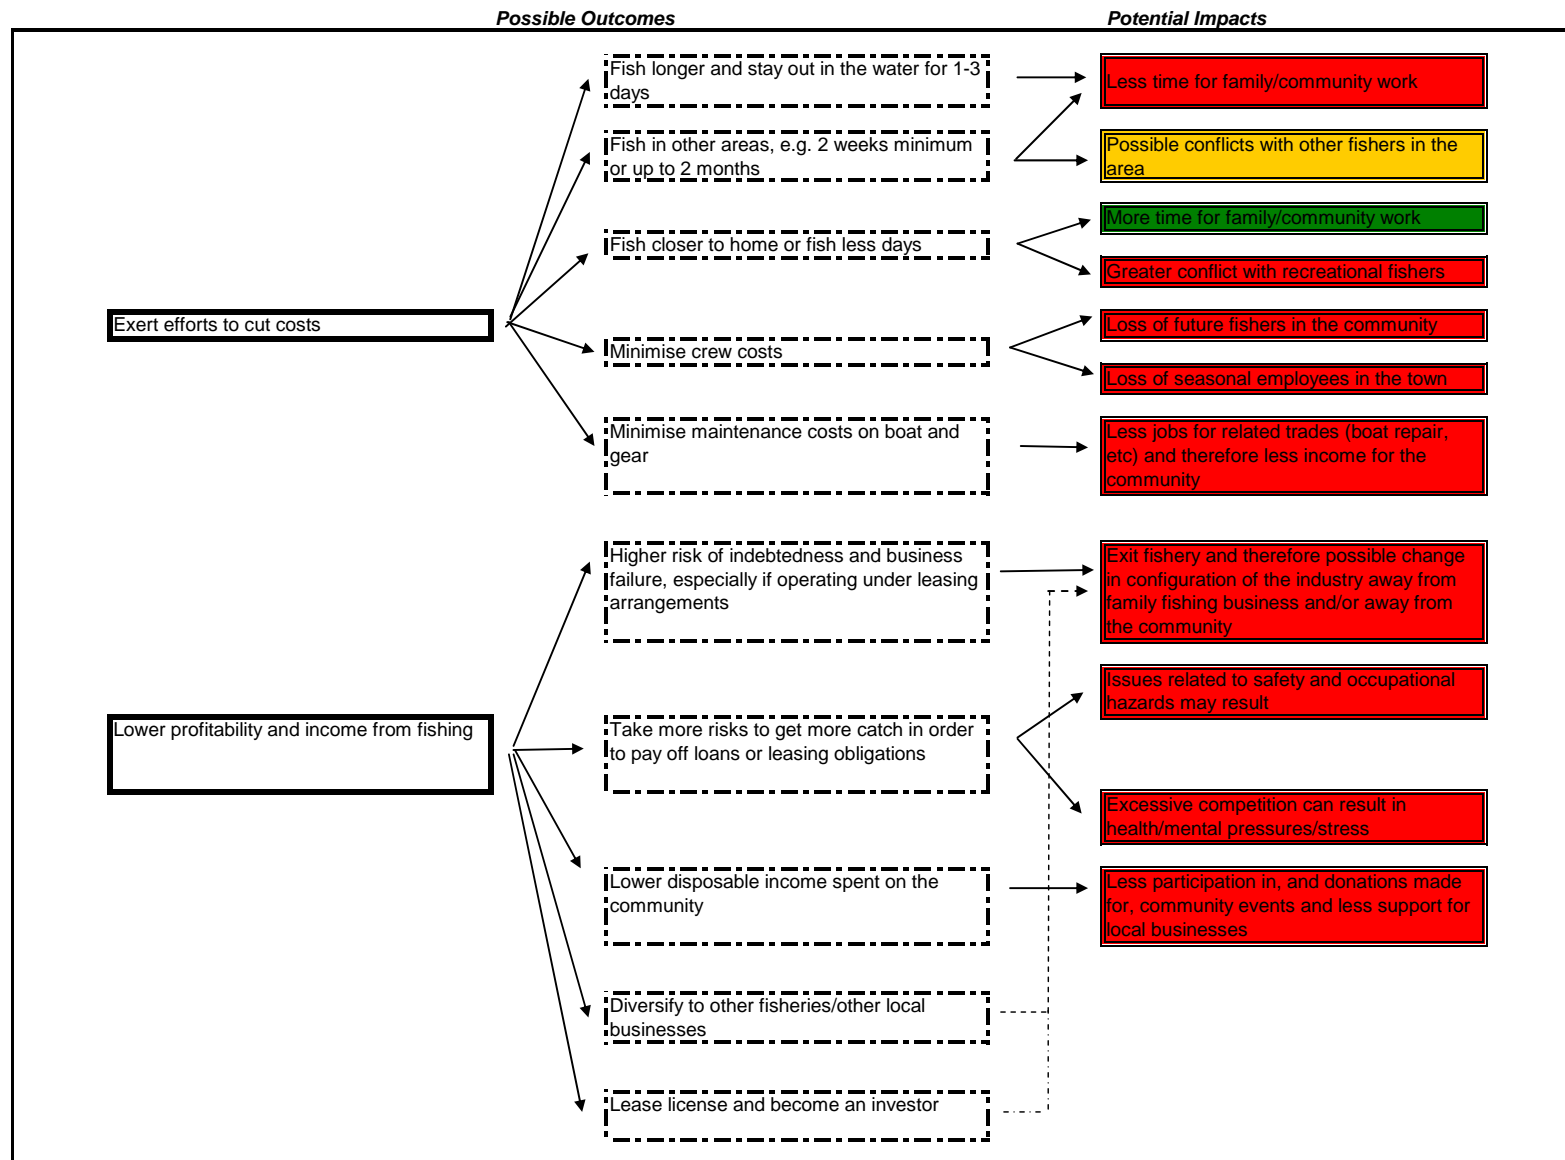 Possible Outcomes
Potential Impacts
Fish longer and stay out in the water for 1-3
days
Less time for family/community work
Fish in other areas, e.g. 2 weeks minimum
or up to 2 months
Possible conflicts with other fishers in the
area
More time for family/community work
Fish closer to home or fish less days
Greater conflict with recreational fishers
Exert efforts to cut costs
Loss of future fishers in the community
Minimise crew costs
Loss of seasonal employees in the town
Minimise maintenance costs on boat and
gear
Less jobs for related trades (boat repair,
etc) and therefore less income for the
community
Higher risk of indebtedness and business
failure, especially if operating under leasing
arrangements
Exit fishery and therefore possible change
in configuration of the industry away from
family fishing business and/or away from
the community
Issues related to safety and occupational
hazards may result
Lower profitability and income from fishing
Take more risks to get more catch in order
to pay off loans or leasing obligations
Excessive competition can result in
health/mental pressures/stress
Lower disposable income spent on the
community
Less participation in, and donations made
for, community events and less support for
local businesses
Diversify to other fisheries/other local
businesses
Lease license and become an investor